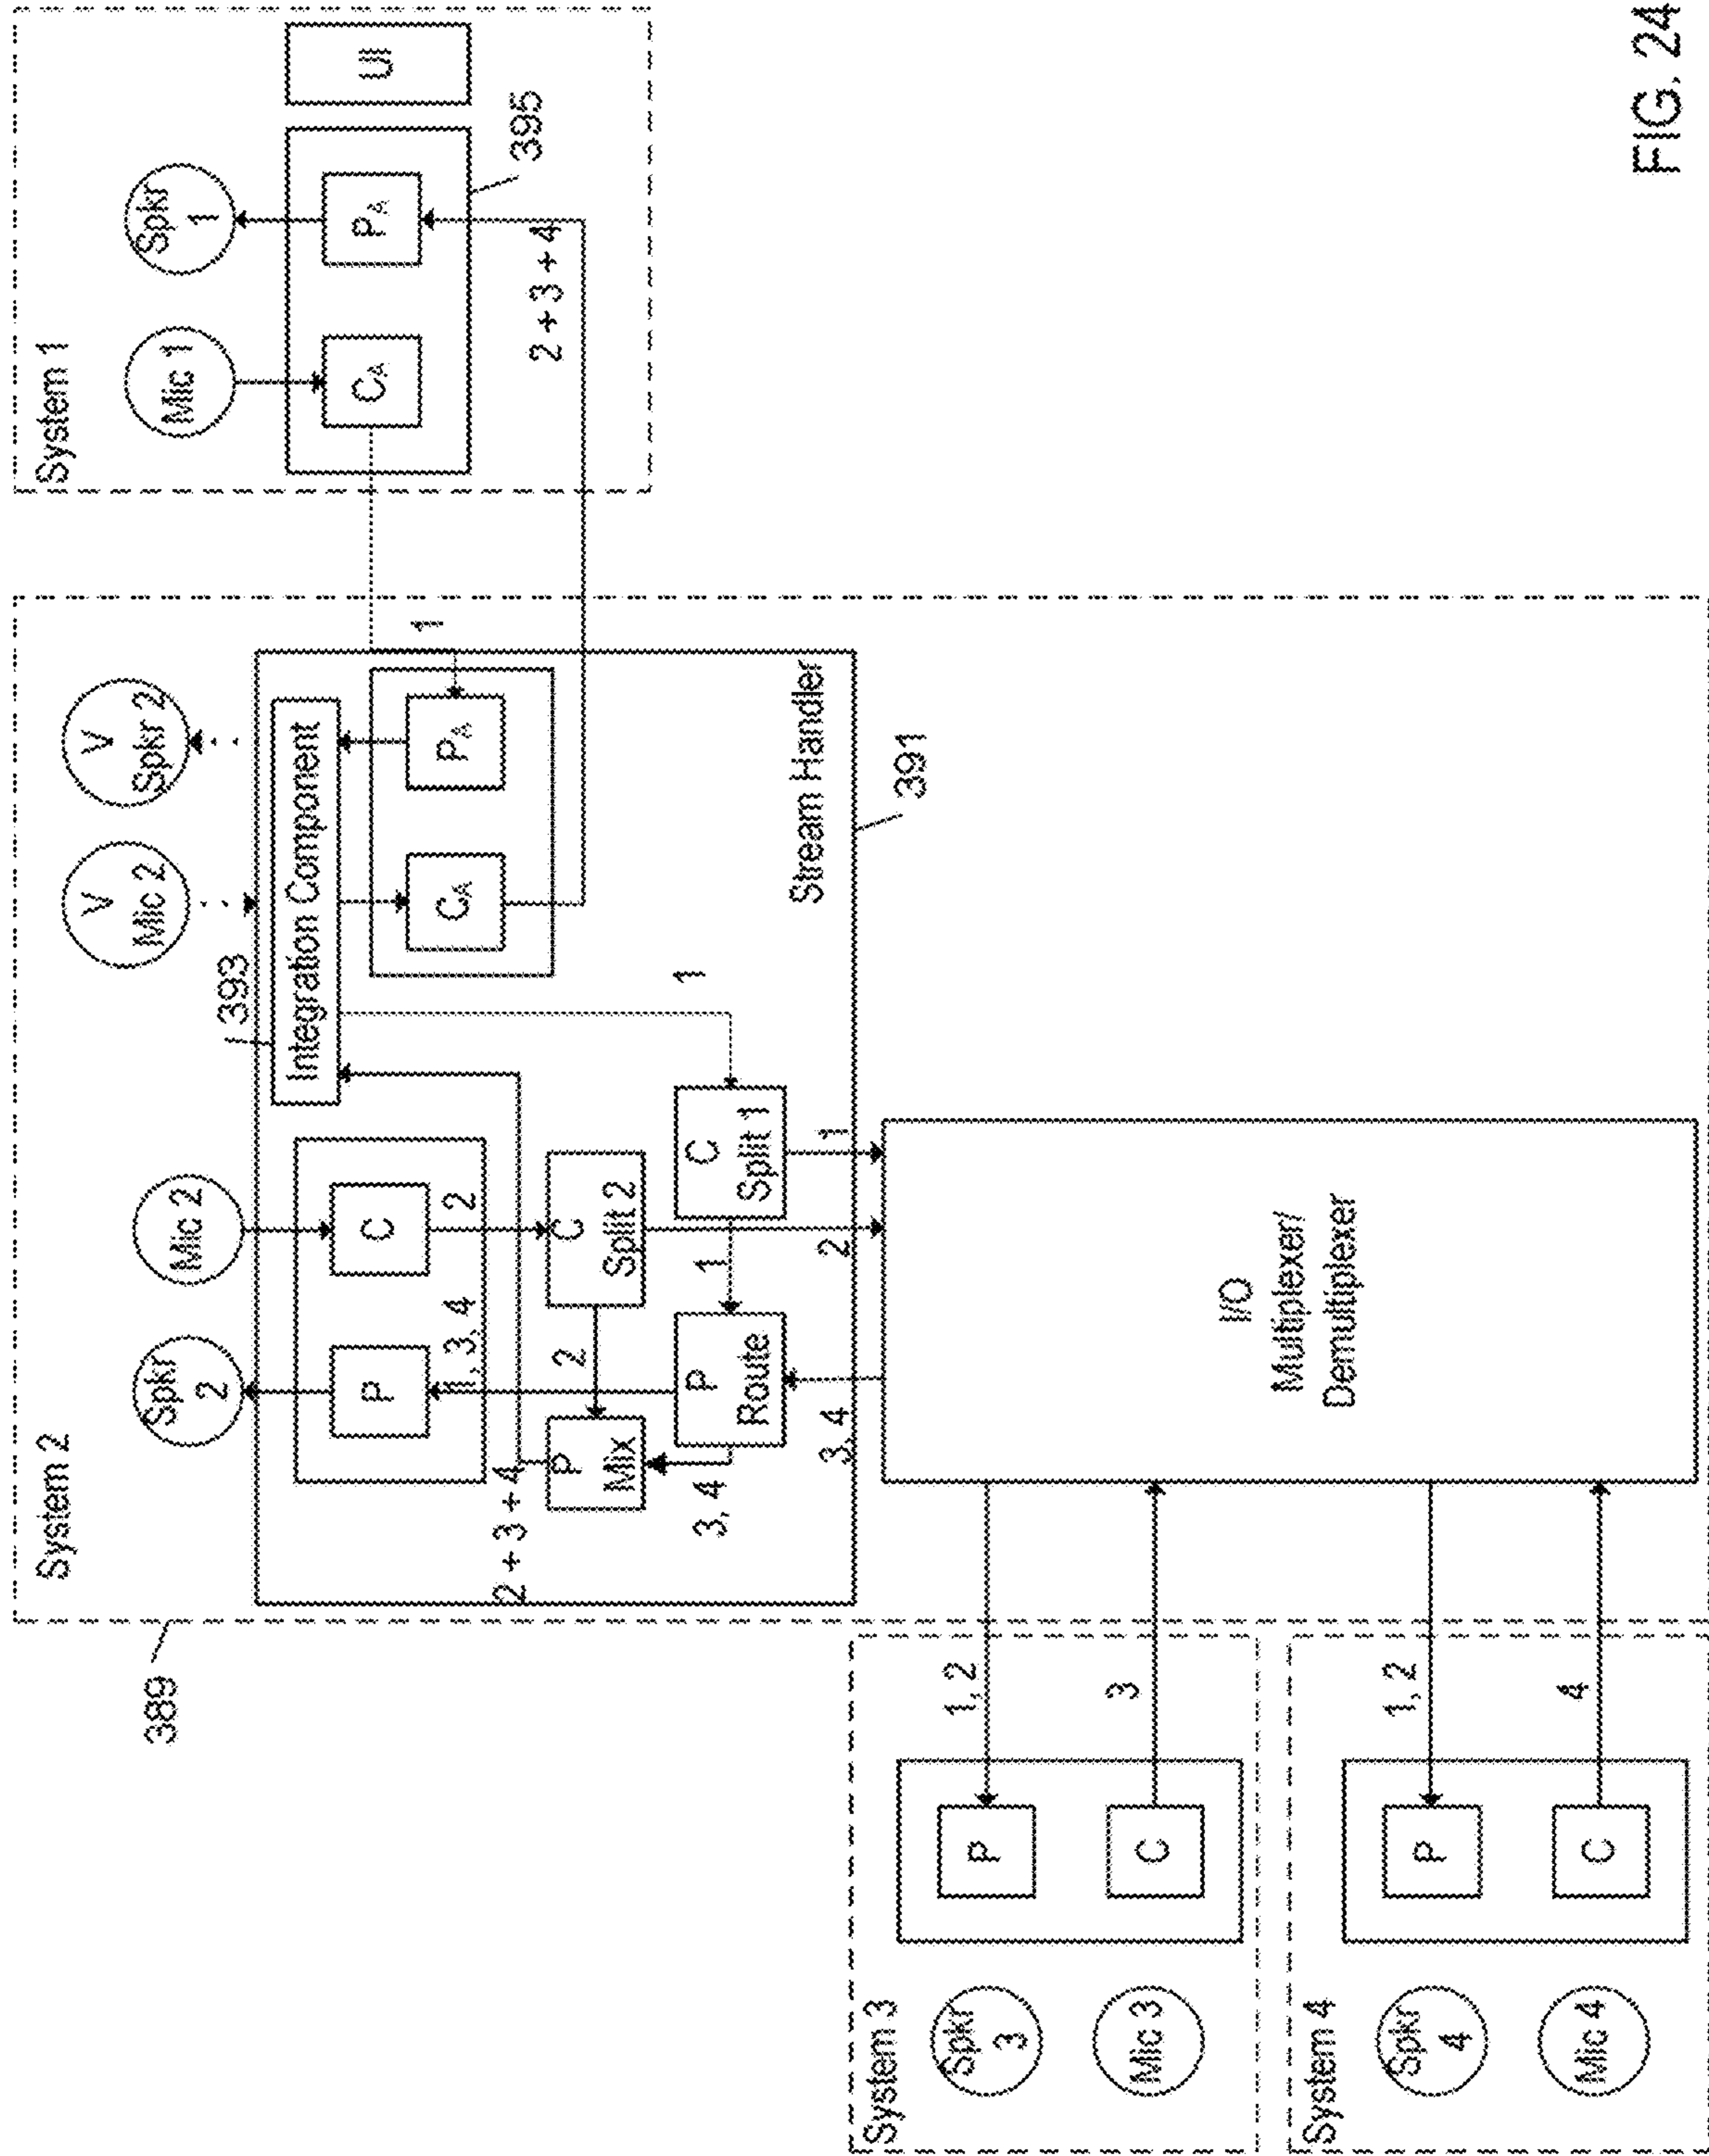 System 2
389
Spkr
2
Mic 2
V
Mic 2
V
Spkr 2
393
Integration Component
P
C
2
1, 3, 4
2 + 3 + 4
P
Mix
2
C
Split 2
3, 4
P
Route
1
C
Split 1
1
CA
PA
1
Stream Handler
391
3, 4
2
1
I/O
Multiplexer/
Demultiplexer
System 1
Mic 1
Spkr
1
CA
PA
UI
395
2 + 3 + 4
System 3
Spkr
3
Mic 3
P
C
1, 2
3
System 4
Spkr
4
Mic 4
P
C
1, 2
4
FIG. 24